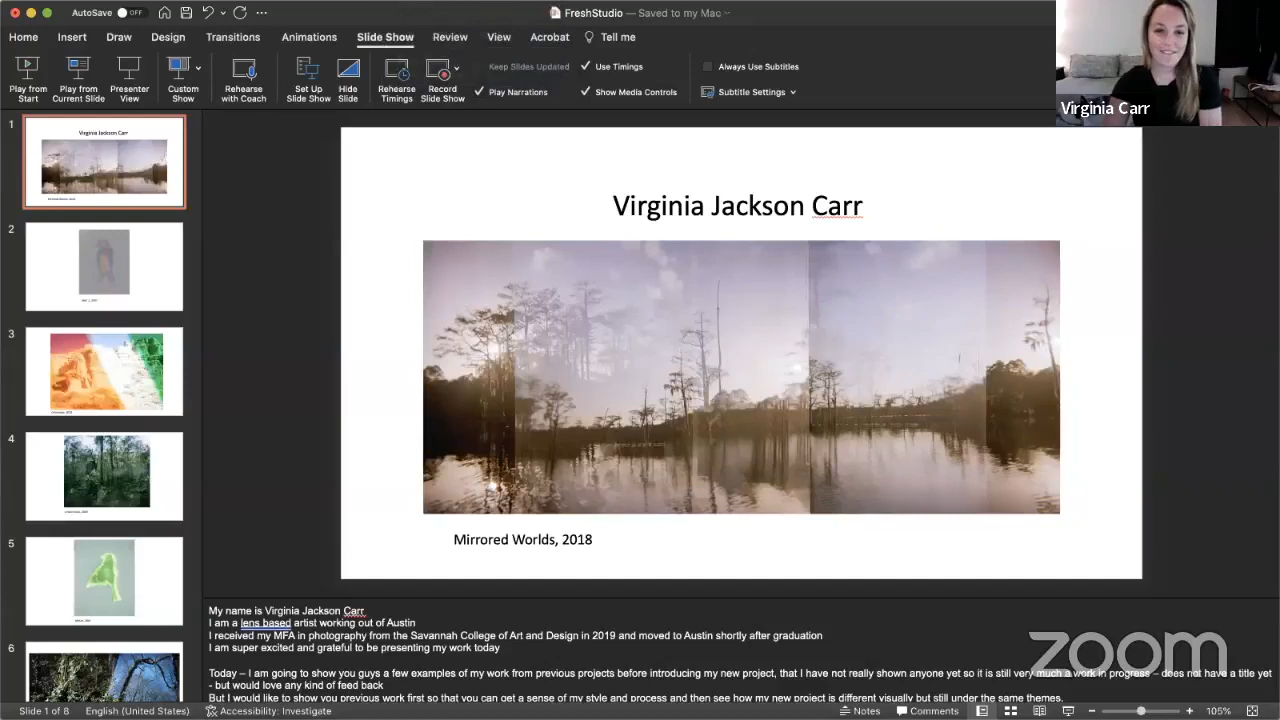 AutoSave OFF
FreshStudio — Saved to my Mac
Home Insert Draw Design Transitions Animations Slide Show Review View Acrobat Tell me
Play from Start
Play from Current Slide
Presenter View
Custom Show
Rehearse with Coach
Set Up Slide Show
Hide Slide
Rehearse Timings
Record Slide Show
Keep Slides Updated
Use Timings
Play Narrations
Show Media Controls
Always Use Subtitles
Subtitle Settings
Virginia Carr
1
Virginia Jackson Carr
2
3
4
5
6
Virginia Jackson Carr
Mirrored Worlds, 2018
My name is Virginia Jackson Carr
I am a lens based artist working out of Austin
I received my MFA in photography from the Savannah College of Art and Design in 2019 and moved to Austin shortly after graduation
I am super excited and grateful to be presenting my work today
Today – I am going to show you guys a few examples of my work from previous projects before introducing my new project, that I have not really shown anyone yet so it is still very much a work in progress – does not have a title yet
- but would love any kind of feed back
But I would like to show you previous work first so that you can get a sense of my style and process and then see how my new project is different visually but still under the same themes.
zoom
Slide 1 of 8 English (United States) Accessibility: Investigate Notes Comments 105%